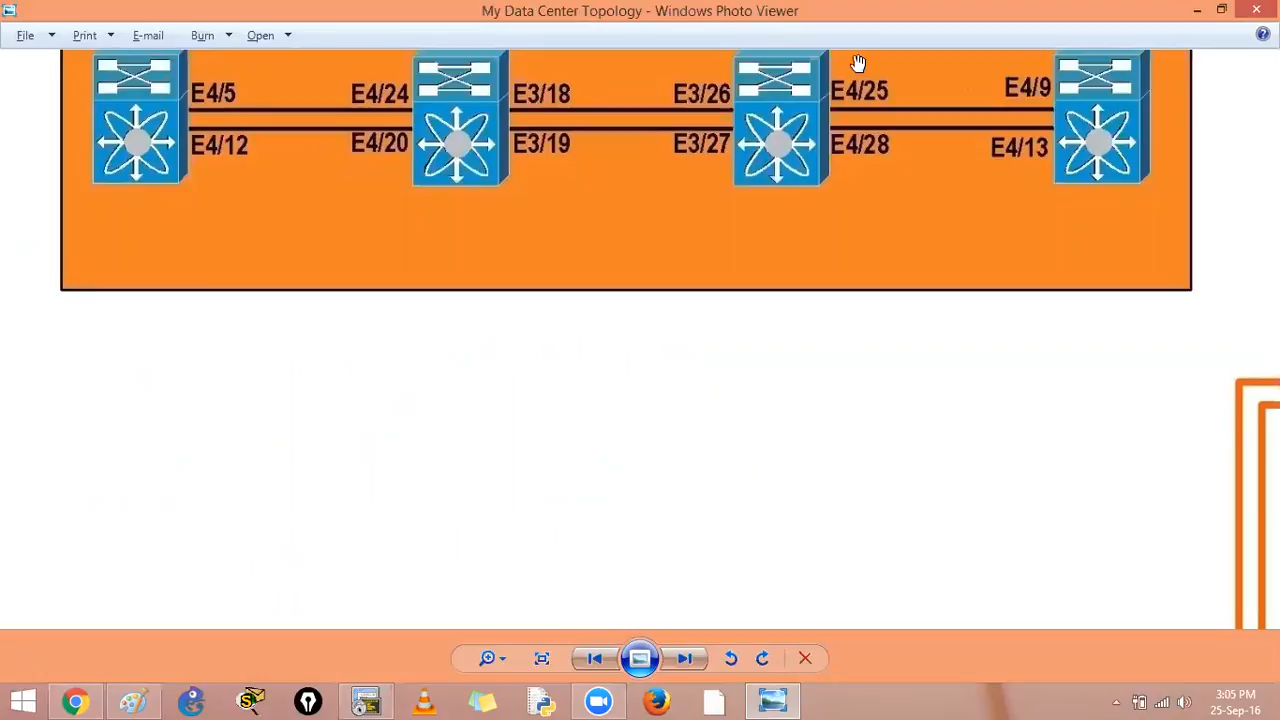 My Data Center Topology - Windows Photo Viewer
File Print E-mail Burn Open
E4/5 E4/24 E3/18 E3/26 E4/25 E4/9
E4/12 E4/20 E3/19 E3/27 E4/28 E4/13
3:05 PM
25-Sep-16